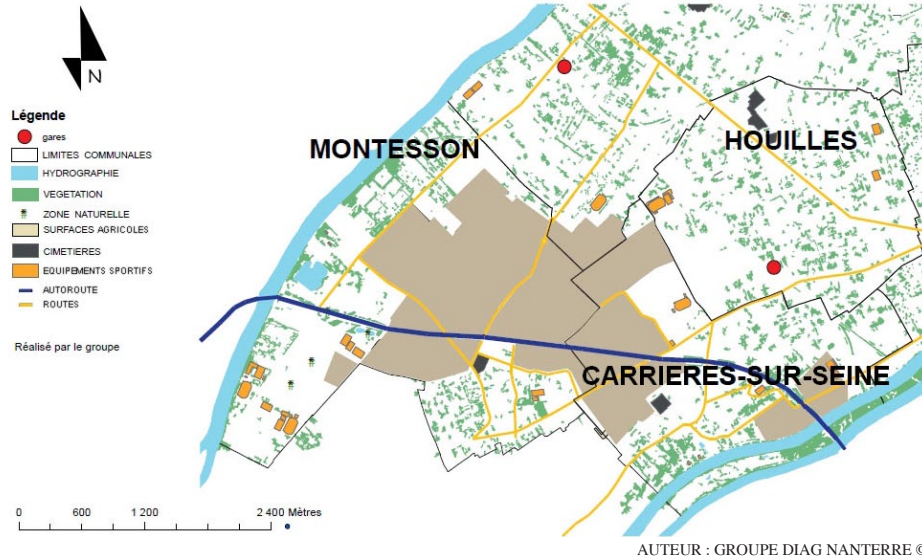 N
Légende
gares
LIMITES COMMUNALES
HYDROGRAPHIE
VEGETATION
ZONE NATURELLE
SURFACES AGRICOLES
CIMETIERES
EQUIPEMENTS SPORTIFS
AUTOROUTE
ROUTES
Réalisé par le groupe
MONTESSON
HOUILLES
CARRIERES-SUR-SEINE
0 600 1 200 2 400 Mètres
AUTEUR : GROUPE DIAG NANTERRE ©